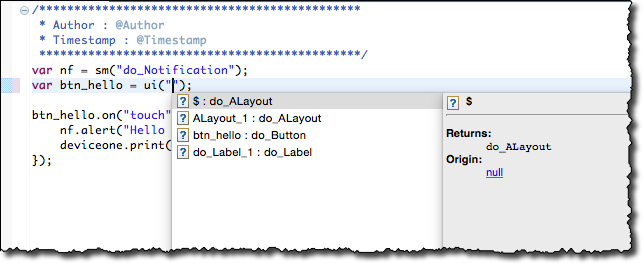 /********************************************
* Author : @Author
* Timestamp : @Timestamp
********************************************/
var nf = sm("do_Notification");
var btn_hello = ui("");
$ : do_ALayout
ALayout_1 : do_ALayout
btn_hello : do_Button
do_Label_1 : do_Label
$
Returns:
do_ALayout
Origin:
null
btn_hello.on("touch"
nf.alert("Hello
deviceone.print(
});